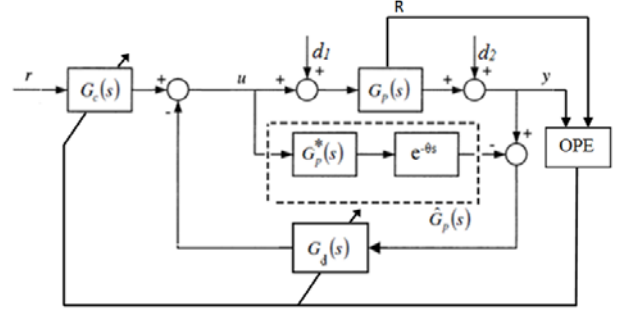 R
r
G_c(s)
+
-
u
+
d_1
+
G_p(s)
+
d_2
+
y
OPE
G_p^*(s)
e^{-θs}
-
+
Ĝ_p(s)
G_d(s)